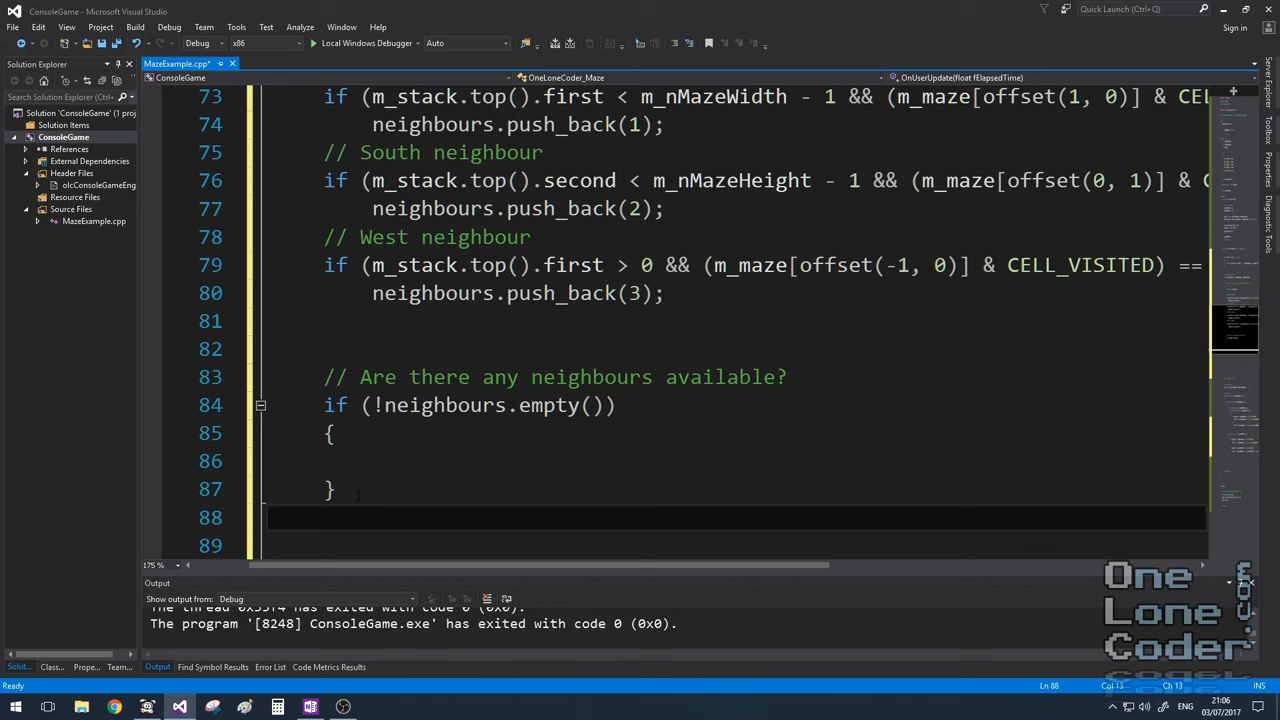 ConsoleGame - Microsoft Visual Studio
Quick Launch (Ctrl+Q)
File Edit View Project Build Debug Team Tools Test Analyze Window Help
Sign in
Debug x86 Local Windows Debugger Auto
Solution Explorer
MazeExample.cpp*
ConsoleGame OneLoneCoder_Maze OnUserUpdate(float fElapsedTime)
Search Solution Explorer (Ctrl+
Solution 'ConsoleGame' (1 proj
Solution Items
ConsoleGame
References
External Dependencies
Header Files
olcConsoleGameEng
Resource Files
Source Files
MazeExample.cpp
73 if (m_stack.top().first < m_nMazeWidth - 1 && (m_maze[offset(1, 0)] & CEL
74 neighbours.push_back(1);
75 // South neighbour
76 if (m_stack.top().second < m_nMazeHeight - 1 && (m_maze[offset(0, 1)] & C
77 neighbours.push_back(2);
78 // West neighbour
79 if (m_stack.top().first > 0 && (m_maze[offset(-1, 0)] & CELL_VISITED) ==
80 neighbours.push_back(3);
81
82
83 // Are there any neighbours available?
84 if (!neighbours.empty())
85 {
86
87 }
88
89
175 %
Server Explorer
Toolbox
Properties
Diagnostic Tools
Output
Show output from: Debug
The thread 0x35f4 has exited with code 0 (0x0).
The program '[8248] ConsoleGame.exe' has exited with code 0 (0x0).
Solut... Class... Prope... Team...
Output Find Symbol Results Error List Code Metrics Results
Ready Ln 88 Col 13 Ch 13 INS
One
Lone
Coder
.com
ENG
21:06
03/07/2017